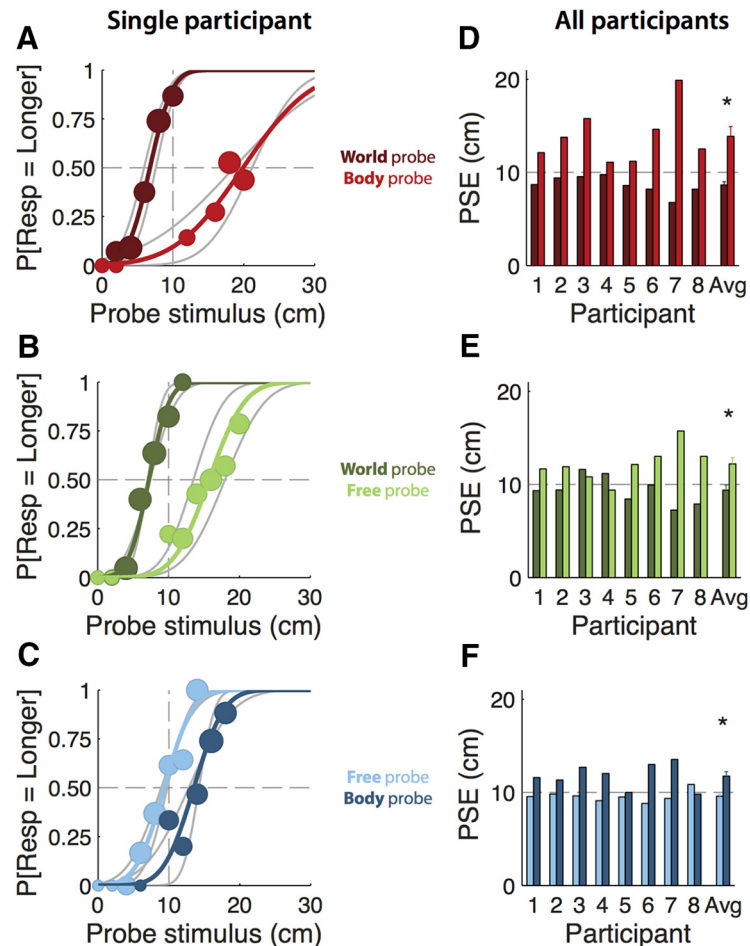 Single participant
All participants
A
1
0.75
0.50
0.25
0
P[Resp = Longer]
0 10 20 30
Probe stimulus (cm)
World probe
Body probe
D
20
10
0
PSE (cm)
*
1 2 3 4 5 6 7 8 Avg
Participant
B
1
0.75
0.50
0.25
0
P[Resp = Longer]
0 10 20 30
Probe stimulus (cm)
World probe
Free probe
E
20
10
0
PSE (cm)
*
1 2 3 4 5 6 7 8 Avg
Participant
C
1
0.75
0.50
0.25
0
P[Resp = Longer]
0 10 20 30
Probe stimulus (cm)
Free probe
Body probe
F
20
10
0
PSE (cm)
*
1 2 3 4 5 6 7 8 Avg
Participant